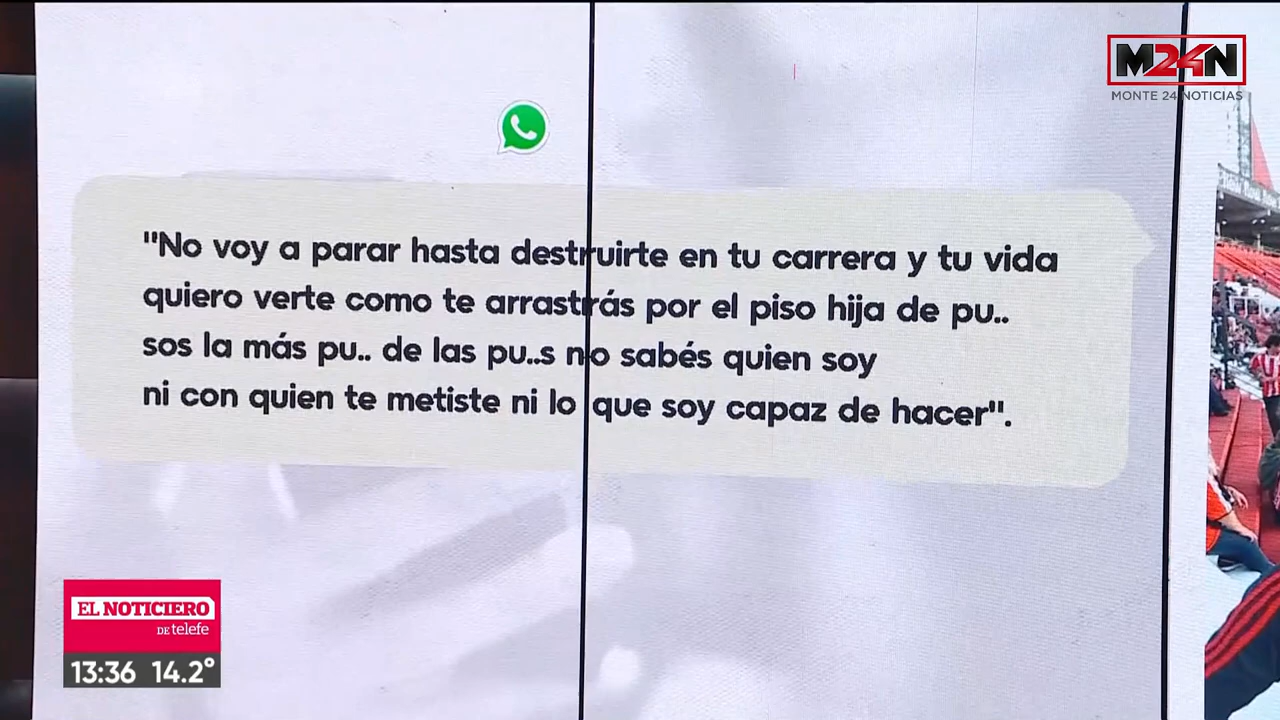 M24N
MONTE 24 NOTICIAS
"No voy a parar hasta destruirte en tu carrera y tu vida
quiero verte como te arrastrás por el piso hija de pu..
sos la más pu.. de las pu..s no sabés quien soy
ni con quien te metiste ni lo que soy capaz de hacer".
EL NOTICIERO
DE telefe
13:36 14.2°